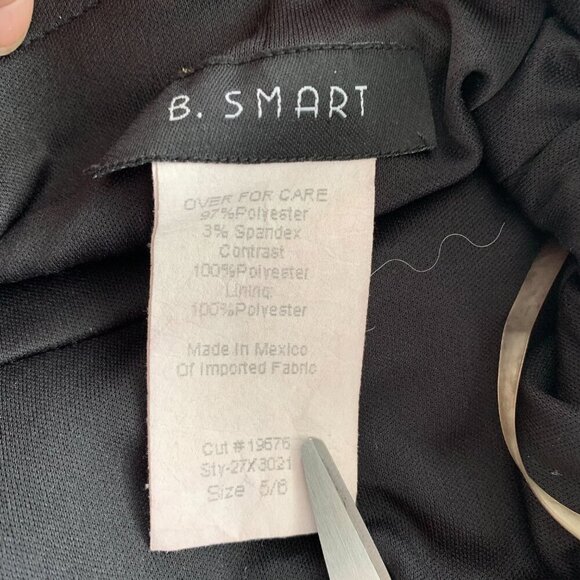 B. SMART
OVER FOR CARE
97%Polyester
3% Spandex
Contrast
100%Polyester
Lining
100%Polyester
Made In Mexico
Of Imported Fabric
Cut #19576
Sty-27X3021
Size 5/6